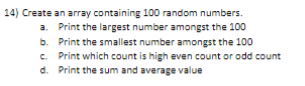 14) Create an array containing 100 random numbers.
a. Print the largest number amongst the 100
b. Print the smallest number amongst the 100
c. Print which count is high even count or odd count
d. Print the sum and average value